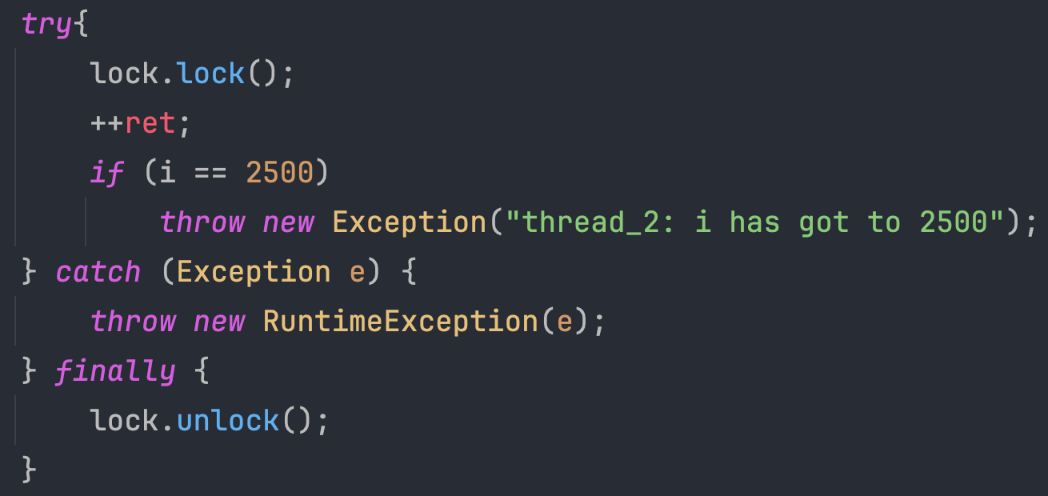 try{
    lock.lock();
    ++ret;
    if (i == 2500)
        throw new Exception("thread_2: i has got to 2500");
} catch (Exception e) {
    throw new RuntimeException(e);
} finally {
    lock.unlock();
}